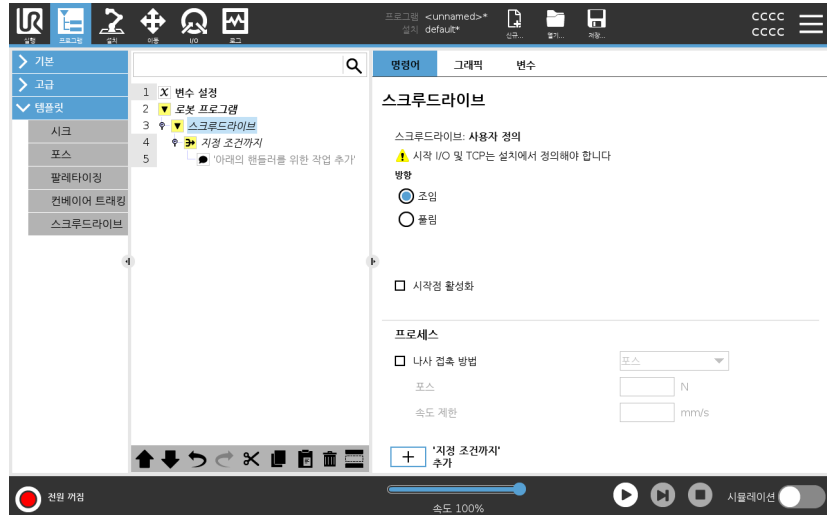 UR
프로그램 <unnamed>*
설치 default*
cccc
cccc
실행
프로그램
설치
이동
I/O
로그
신규...
열기...
저장...
기본
고급
템플릿
시크
포스
팔레타이징
컨베이어 트래킹
스크루드라이브
1 x 변수 설정
2 로봇 프로그램
3 스크루드라이브
4 지정 조건까지
5 '아래의 핸들러를 위한 작업 추가'
명령어 그래픽 변수
스크루드라이브
스크루드라이브: 사용자 정의
시작 I/O 및 TCP는 설치에서 정의해야 합니다
방향
조임
풀림
시작점 활성화
프로세스
나사 접촉 방법 포스
포스 N
속도 제한 mm/s
'지정 조건까지'
추가
전원 꺼짐
속도 100%
시뮬레이션